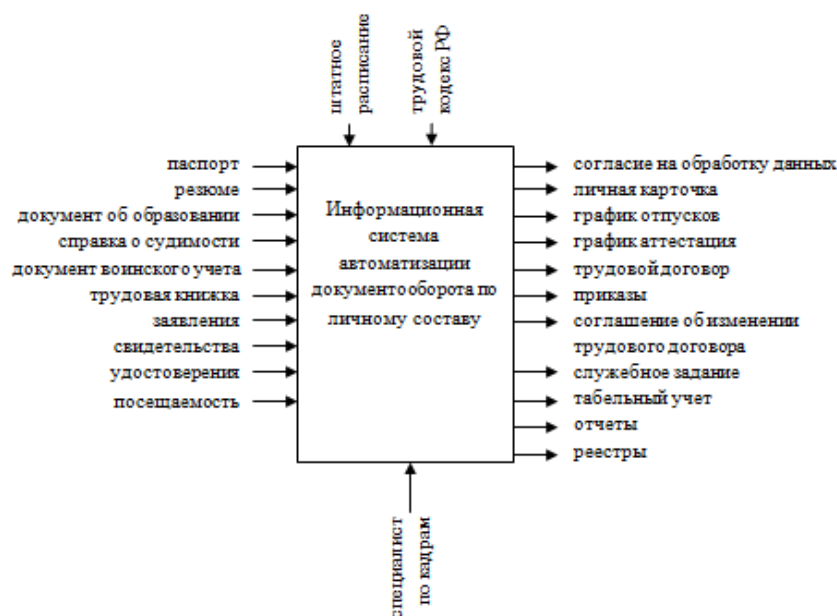 штатное
расписание
трудовой
кодекс РФ
паспорт
резюме
документ об образовании
справка о судимости
документ воинского учета
трудовая книжка
заявления
свидетельства
удостоверения
посещаемость
Информационная
система
автоматизации
документооборота по
личному составу
согласие на обработку данных
личная карточка
график отпусков
график аттестация
трудовой договор
приказы
соглашение об изменении
трудового договора
служебное задание
табельный учет
отчеты
реестры
специалист
по кадрам